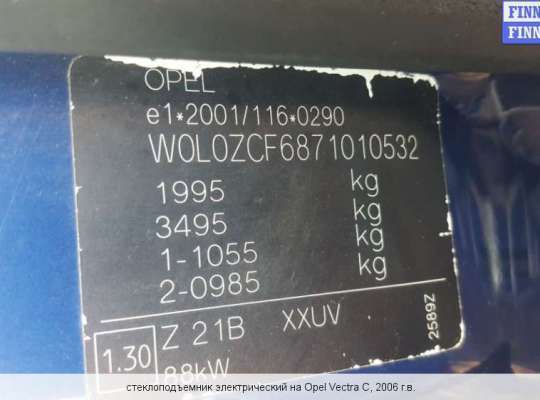 FINN
FINN
OPEL
e1*2001/116*0290
W0L0ZCF6871010532
1995 kg
3495 kg
1-1055 kg
2-0985 kg
1.30 Z 21B XXUV
88kW
2589Z
стеклоподъемник электрический на Opel Vectra C, 2006 г.в.